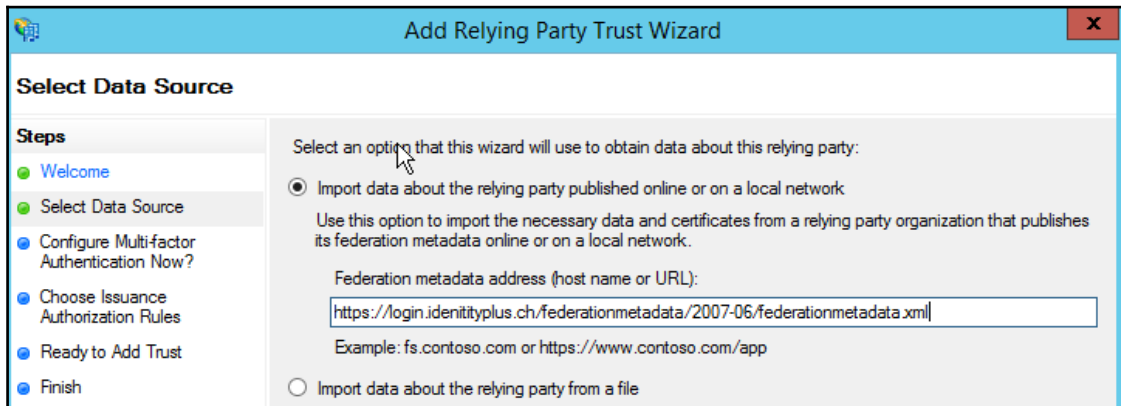 Add Relying Party Trust Wizard
x
Select Data Source
Steps
Welcome
Select Data Source
Configure Multi-factor
Authentication Now?
Choose Issuance
Authorization Rules
Ready to Add Trust
Finish
Select an option that this wizard will use to obtain data about this relying party:
Import data about the relying party published online or on a local network
Use this option to import the necessary data and certificates from a relying party organization that publishes
its federation metadata online or on a local network.
Federation metadata address (host name or URL):
https://login.idenitityplus.ch/federationmetadata/2007-06/federationmetadata.xml
Example: fs.contoso.com or https://www.contoso.com/app
Import data about the relying party from a file